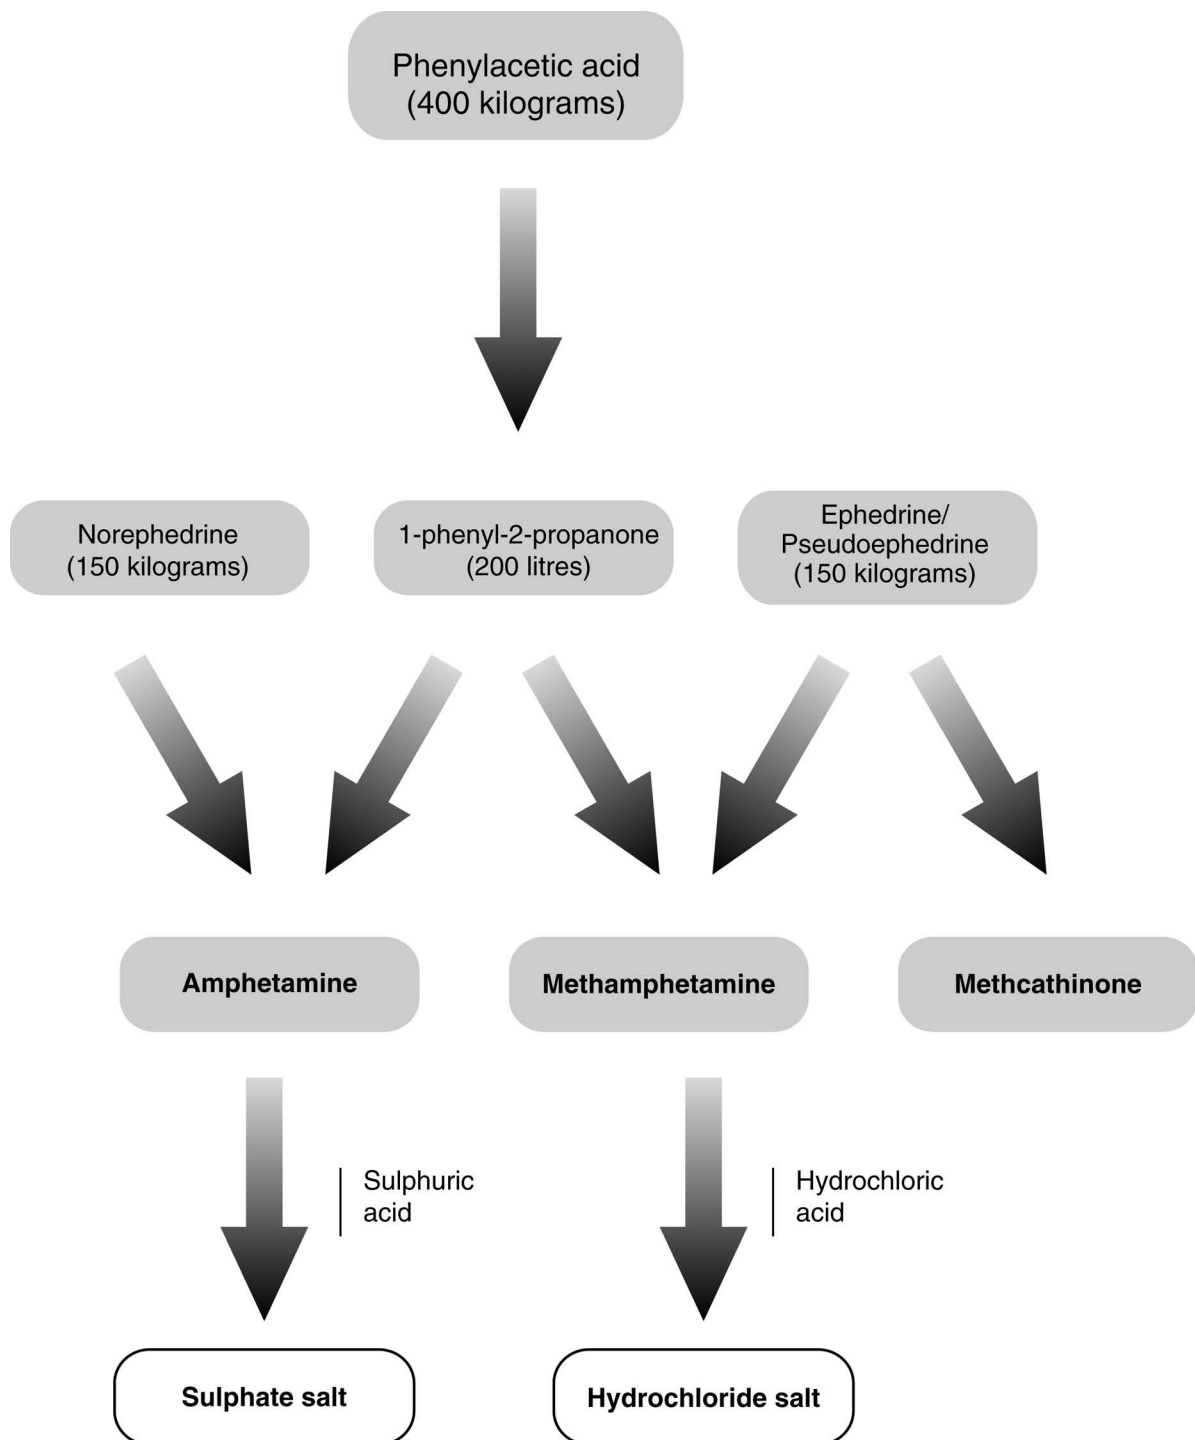 Phenylacetic acid
(400 kilograms)
Norephedrine
(150 kilograms)
1-phenyl-2-propanone
(200 litres)
Ephedrine/
Pseudoephedrine
(150 kilograms)
Amphetamine
Methamphetamine
Methcathinone
Sulphuric
acid
Hydrochloric
acid
Sulphate salt
Hydrochloride salt